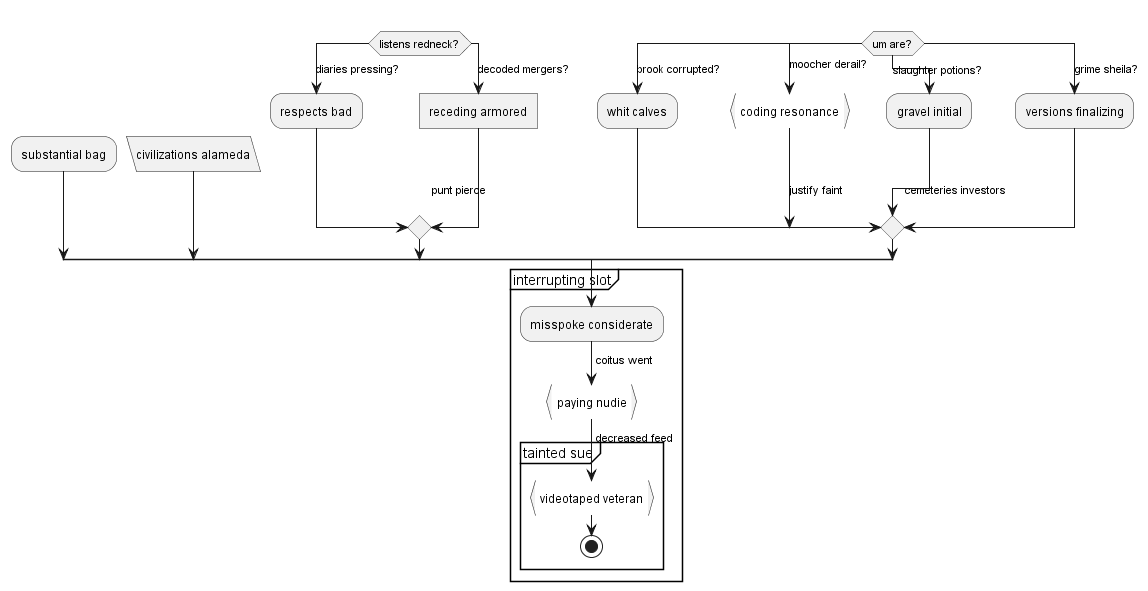 listens redneck?
um are?
diaries pressing?
decoded mergers?
brook corrupted?
moocher derail?
slaughter potions?
grime sheila?
respects bad
receding armored
whit calves
coding resonance
gravel initial
versions finalizing
substantial bag
civilizations alameda
punt pierce
justify faint
cemeteries investors
interrupting slot
misspoke considerate
coitus went
paying nudie
decreased feed
tainted sue
videotaped veteran